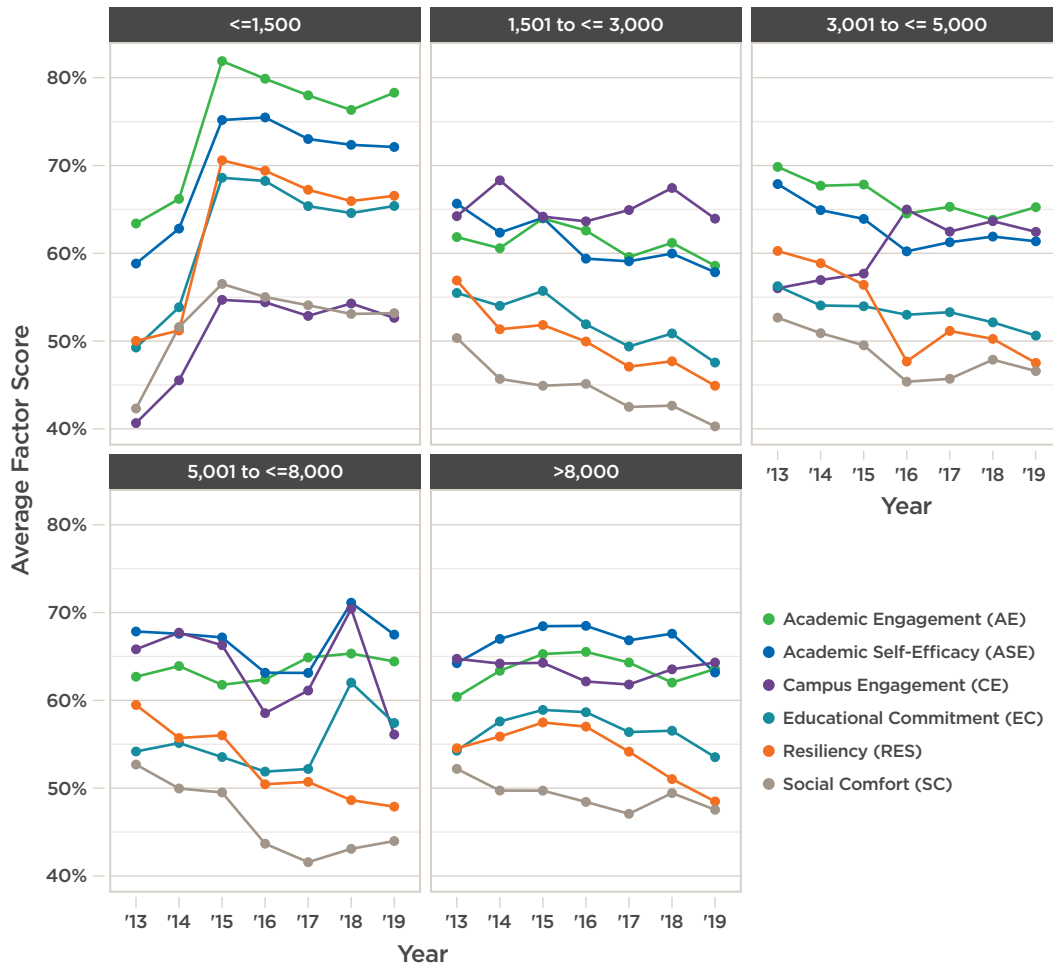 <=1,500
1,501 to <= 3,000
3,001 to <= 5,000
80%
70%
60%
50%
40%
'13 '14 '15 '16 '17 '18 '19
Year
5,001 to <=8,000
>8,000
80%
70%
60%
50%
40%
'13 '14 '15 '16 '17 '18 '19
'13 '14 '15 '16 '17 '18 '19
Year
Average Factor Score
Academic Engagement (AE)
Academic Self-Efficacy (ASE)
Campus Engagement (CE)
Educational Commitment (EC)
Resiliency (RES)
Social Comfort (SC)